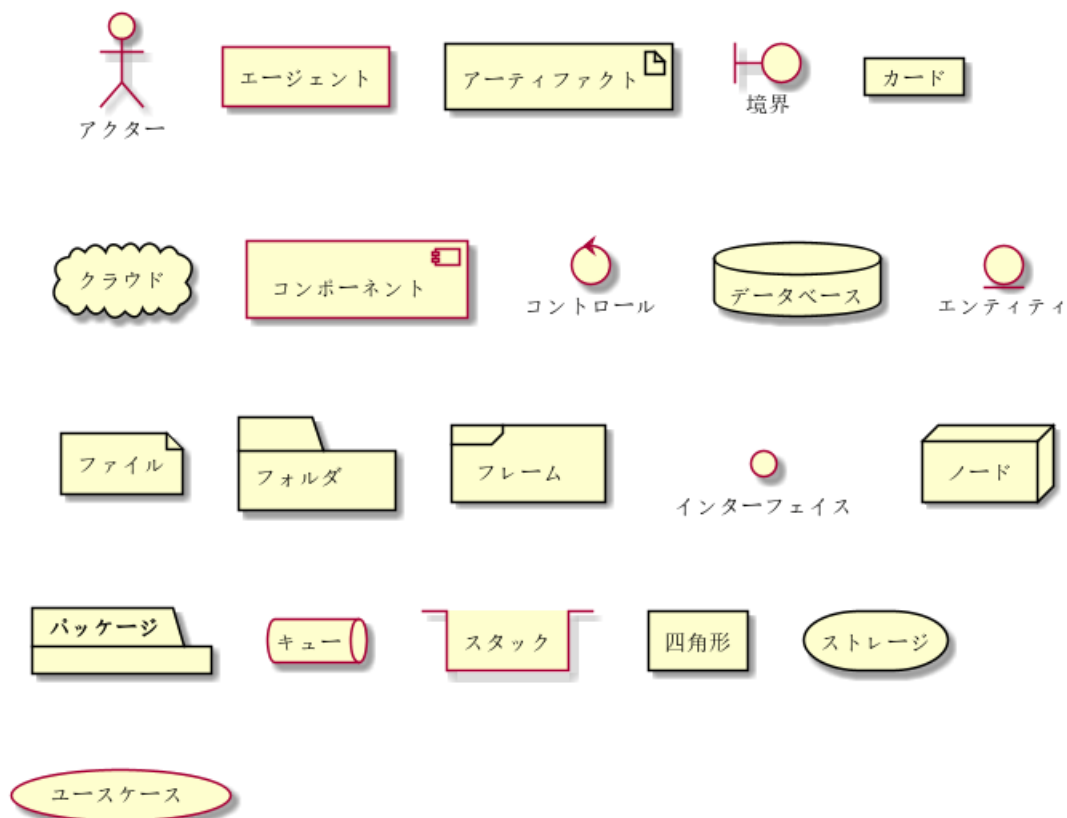 アクター
エージェント
アーティファクト
境界
カード
クラウド
コンポーネント
コントロール
データベース
エンティティ
ファイル
フォルダ
フレーム
インターフェイス
ノード
パッケージ
キュー
スタック
四角形
ストレージ
ユースケース